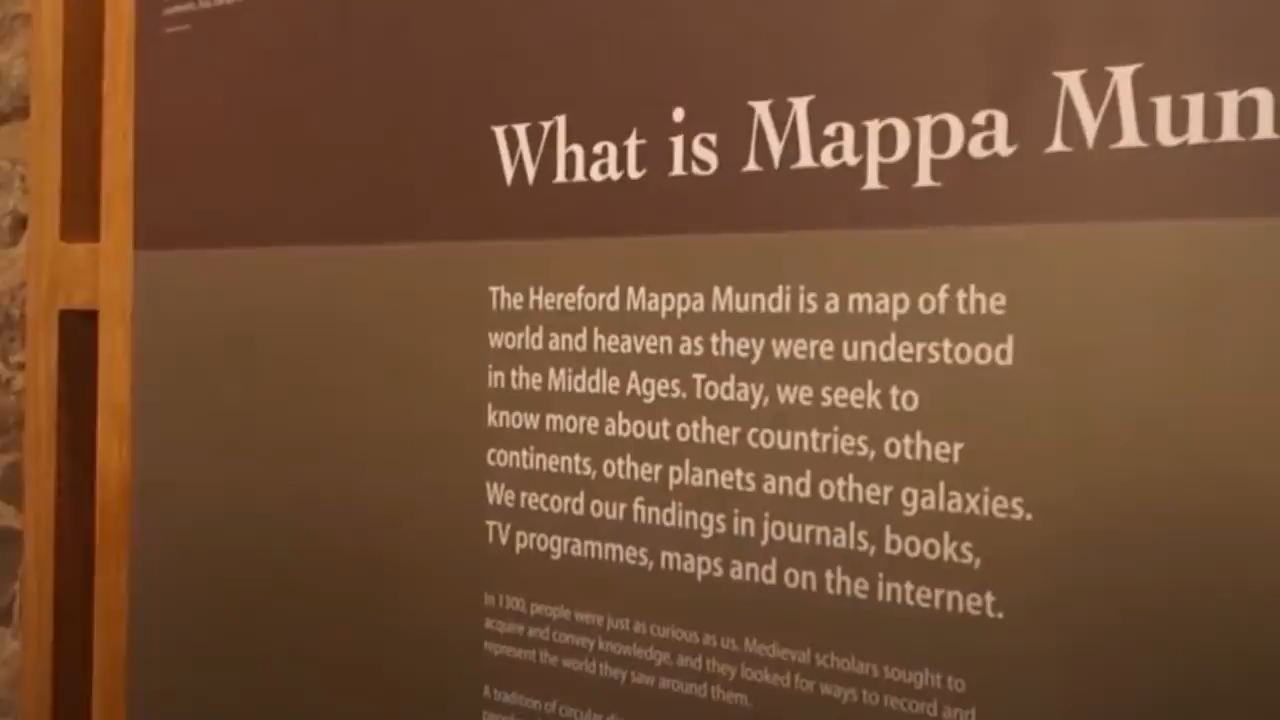 What is Mappa Mun
The Hereford Mappa Mundi is a map of the
world and heaven as they were understood
in the Middle Ages. Today, we seek to
know more about other countries, other
continents, other planets and other galaxies.
We record our findings in journals, books,
TV programmes, maps and on the internet.
In 1300, people were just as curious as us. Medieval scholars sought to
acquire and convey knowledge, and they looked for ways to record and
represent the world they saw around them.
A tradition of circular